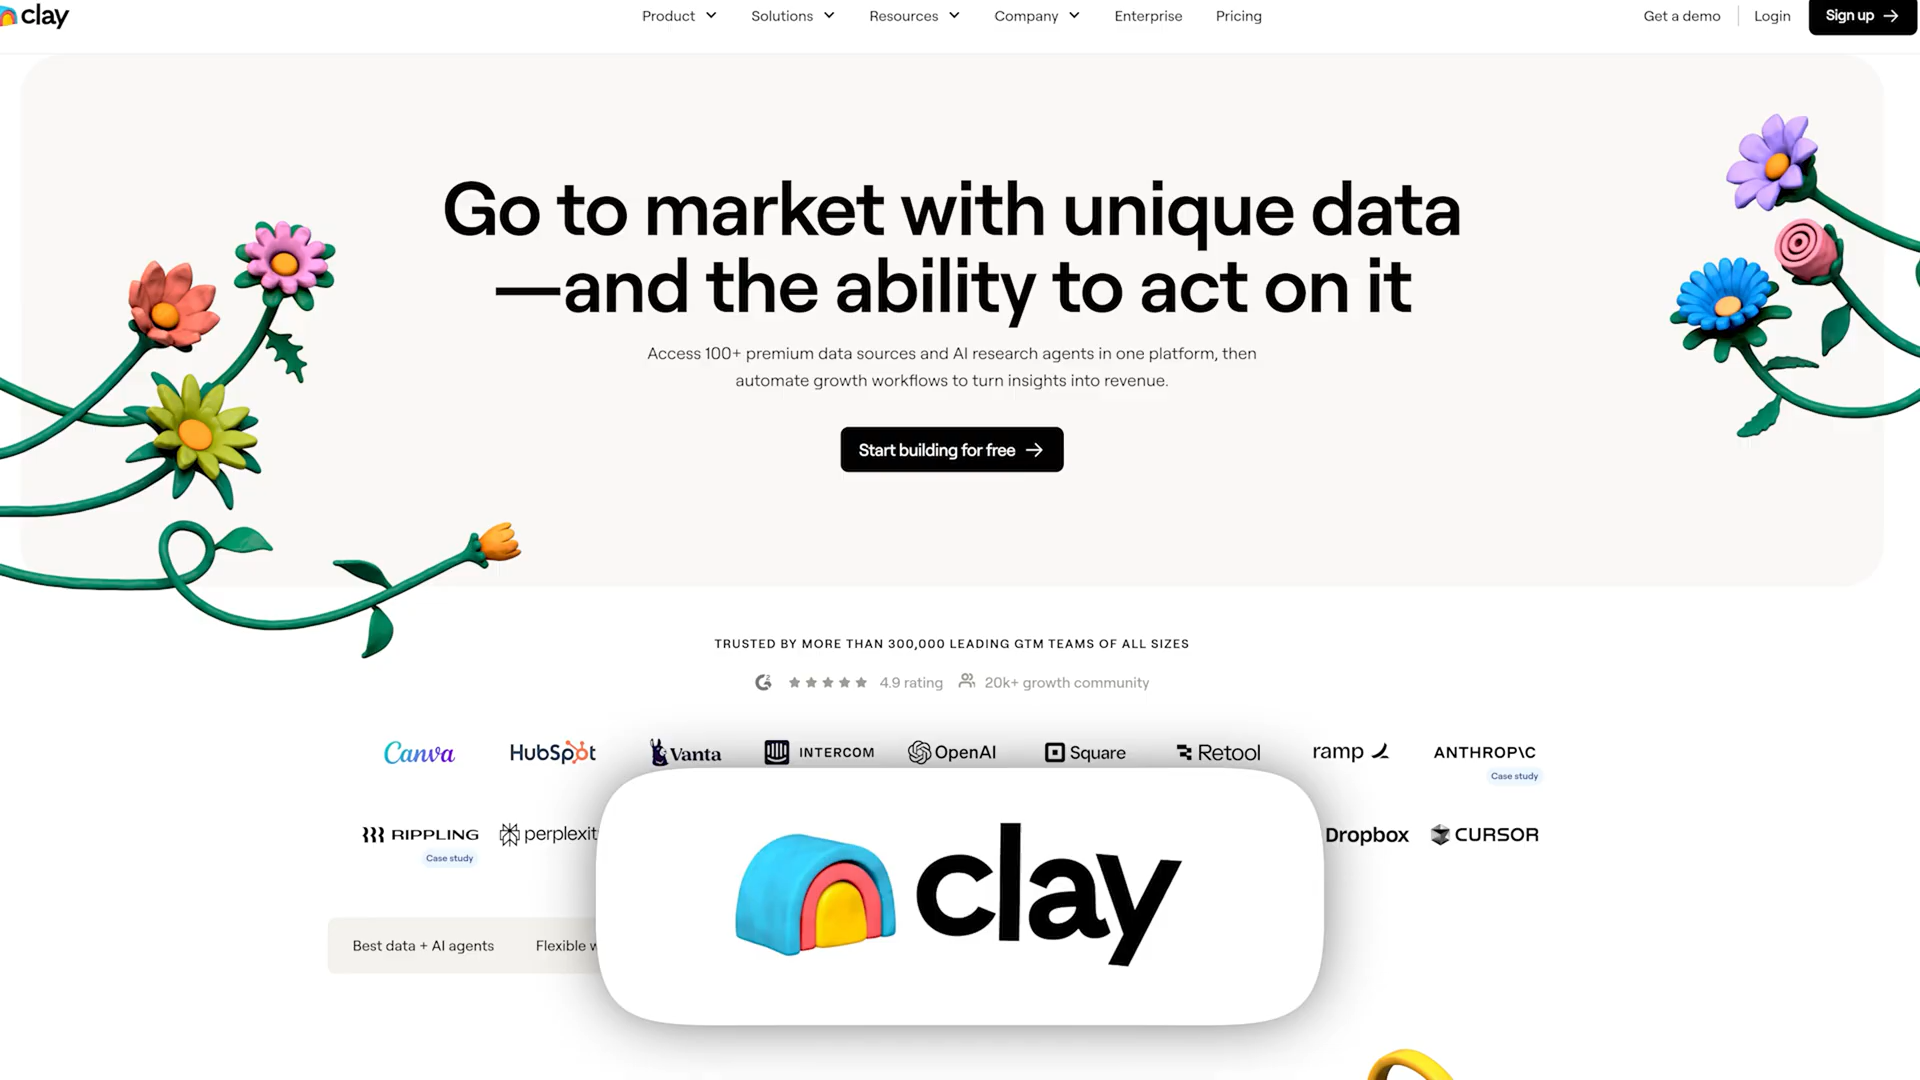 clay
Product
Solutions
Resources
Company
Enterprise
Pricing
Get a demo
Login
Sign up
Go to market with unique data
—and the ability to act on it
Access 100+ premium data sources and AI research agents in one platform, then
automate growth workflows to turn insights into revenue.
Start building for free
TRUSTED BY MORE THAN 300,000 LEADING GTM TEAMS OF ALL SIZES
4.9 rating
20k+ growth community
Canva
HubSpot
Vanta
INTERCOM
OpenAI
Square
Retool
ramp
ANTHROP\C
Case study
RIPPLING
perplexit
Dropbox
CURSOR
Case study
clay
Best data + AI agents
Flexible